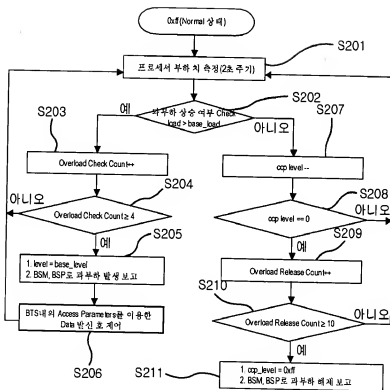 0xff(Normal 상태)
S201
프로세서 부하 치 측정(2초 주기)
S202
과부하 상승 여부 Check
load > base_load
S203
예
아니오
S207
Overload Check Count++
ccp level --
S204
S208
아니오
Overload Check Count ≥ 4
ccp level == 0
아니오
예
S205
예
S209
1. level = base_level
2. BSM, BSP로 과부하 발생 보고
Overload Release Count++
S210
BTS내의 Access Parameters를 이용한
Data 발신 호 제어
Overload Release Count ≥ 10
아니오
S206
예
S211
1. ccp_level = 0xff
2. BSM, BSP로 과부하 해제 보고